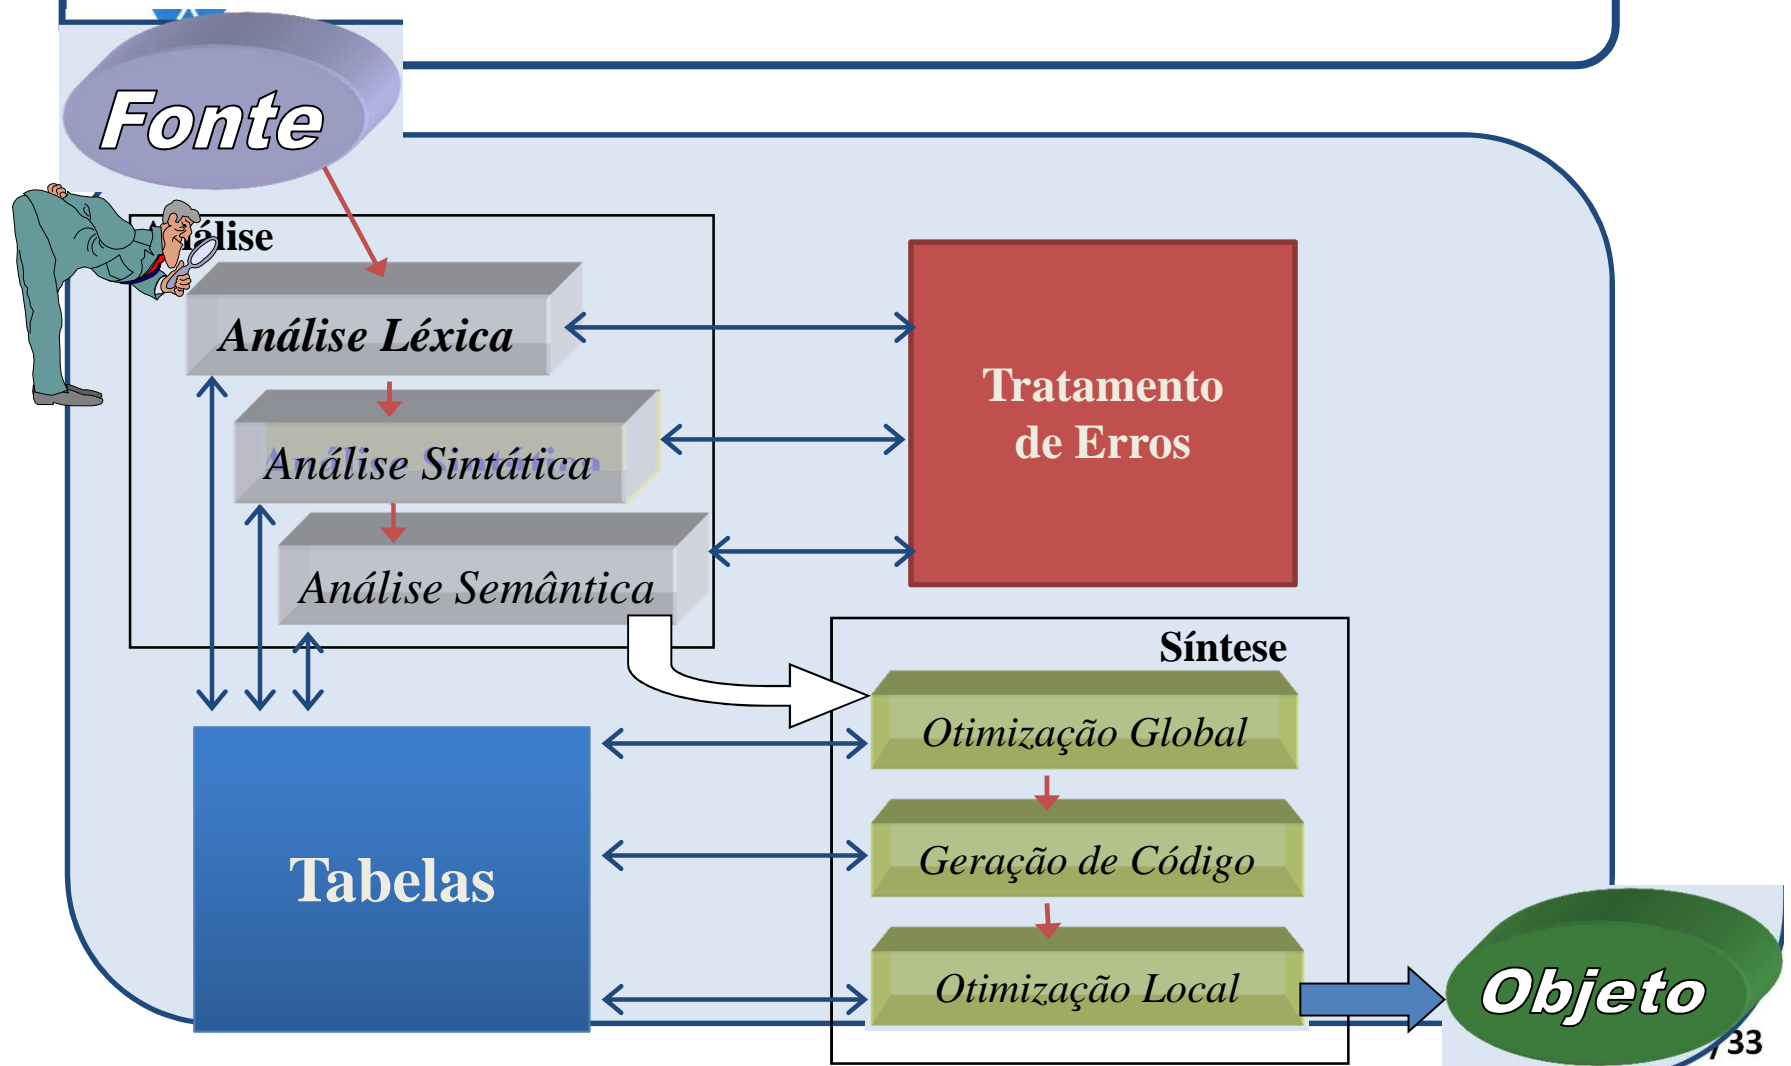 Fonte
Análise
Análise Léxica
Análise Sintática
Análise Semântica
Tratamento
de Erros
Síntese
Otimização Global
Geração de Código
Otimização Local
Tabelas
Objeto
/33